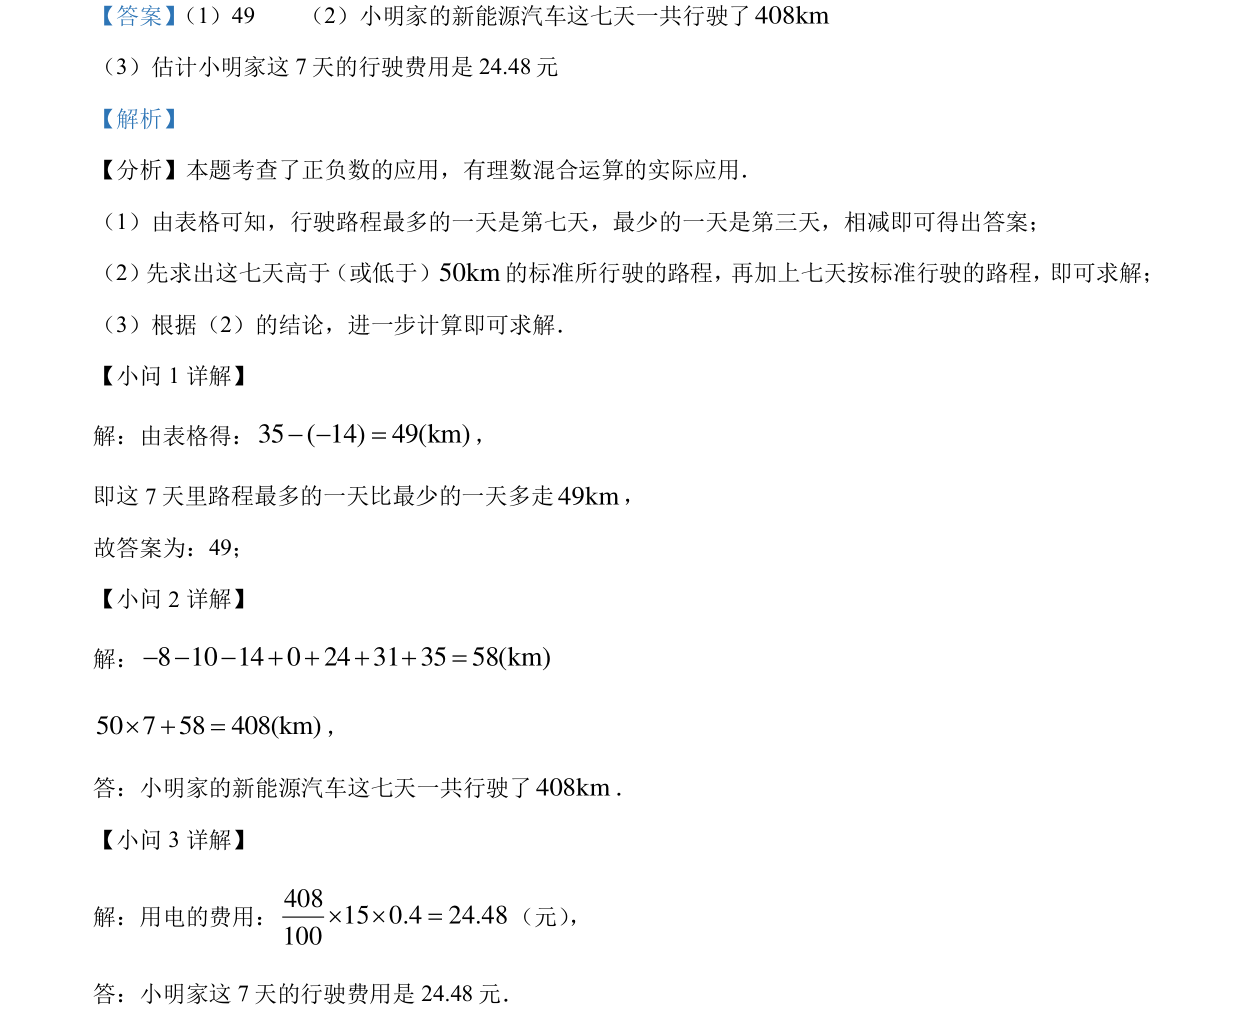 【答案】（1）49 （2）小明家的新能源汽车这七天一共行驶了408km
（3）估计小明家这 7 天的行驶费用是 24.48 元
【解析】
【分析】本题考查了正负数的应用，有理数混合运算的实际应用．
（1）由表格可知，行驶路程最多的一天是第七天，最少的一天是第三天，相减即可得出答案；
（2）先求出这七天高于（或低于）50km 的标准所行驶的路程，再加上七天按标准行驶的路程，即可求解；
（3）根据（2）的结论，进一步计算即可求解．
【小问 1 详解】
解：由表格得：35−(−14)=49(km)，
即这 7 天里路程最多的一天比最少的一天多走49km，
故答案为：49；
【小问 2 详解】
解：−8−10−14+0+24+31+35=58(km)
50×7+58=408(km)，
答：小明家的新能源汽车这七天一共行驶了408km．
【小问 3 详解】
解：用电的费用：408/100×15×0.4=24.48（元），
答：小明家这 7 天的行驶费用是 24.48 元．